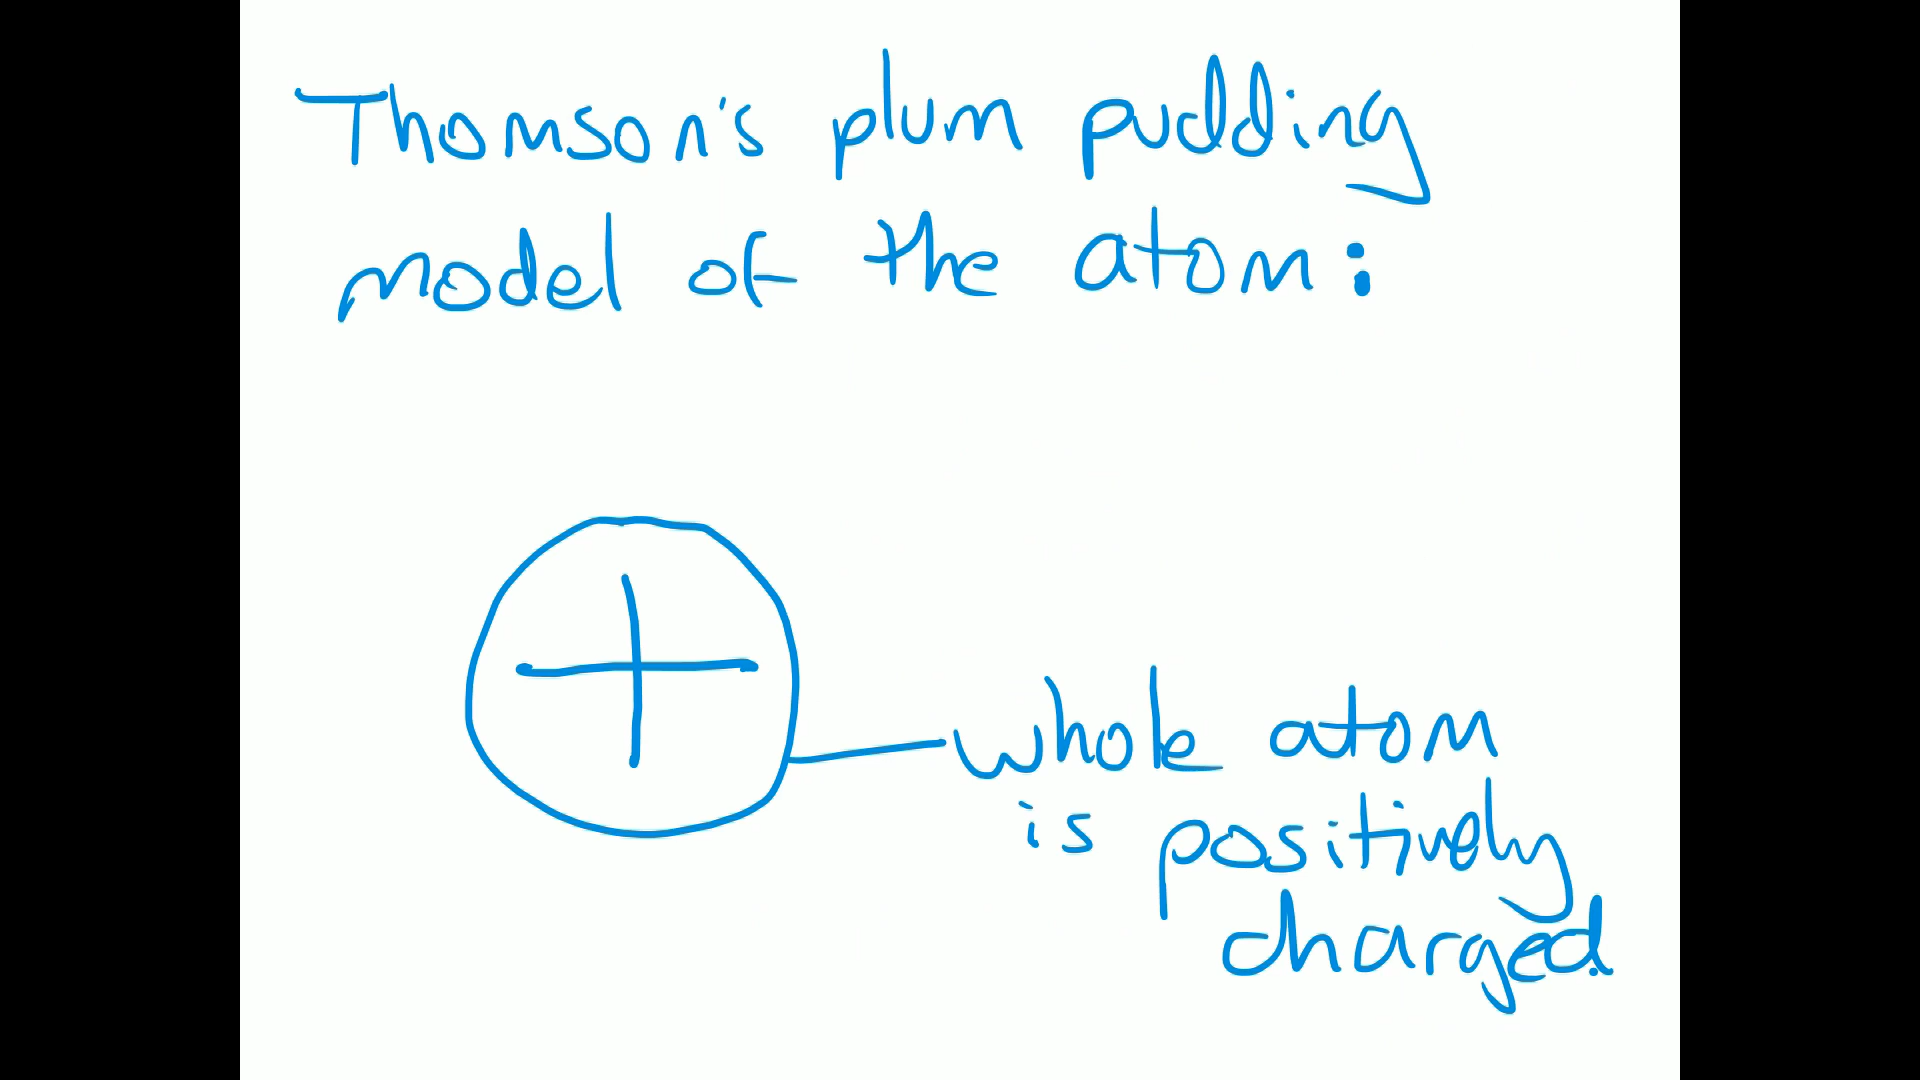 Thomson's plum pudding
model of the atom:
whole atom
is positively
charged.